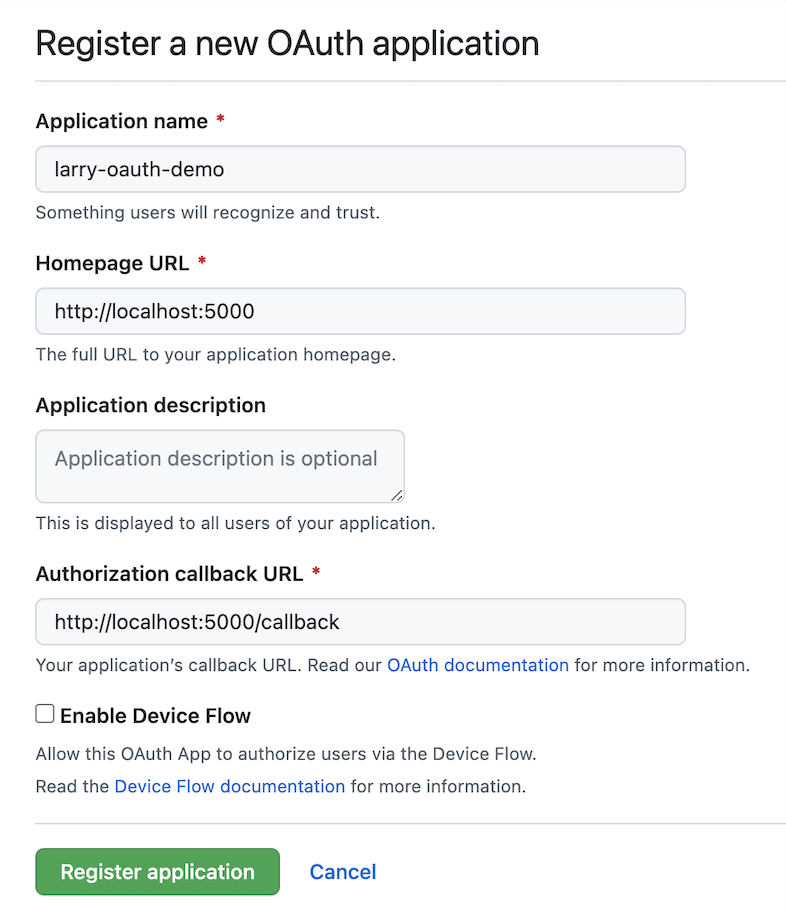 Register a new OAuth application
Application name *
larry-oauth-demo
Something users will recognize and trust.
Homepage URL *
http://localhost:5000
The full URL to your application homepage.
Application description
Application description is optional
This is displayed to all users of your application.
Authorization callback URL *
http://localhost:5000/callback
Your application’s callback URL. Read our OAuth documentation for more information.
Enable Device Flow
Allow this OAuth App to authorize users via the Device Flow.
Read the Device Flow documentation for more information.
Register application Cancel